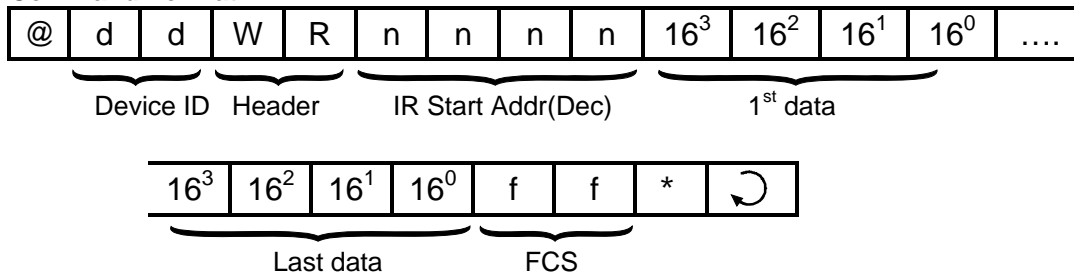 @ d d W R n n n n 16³ 16² 16¹ 16⁰ ....
Device ID Header IR Start Addr(Dec) 1st data
16³ 16² 16¹ 16⁰ f f *
Last data FCS